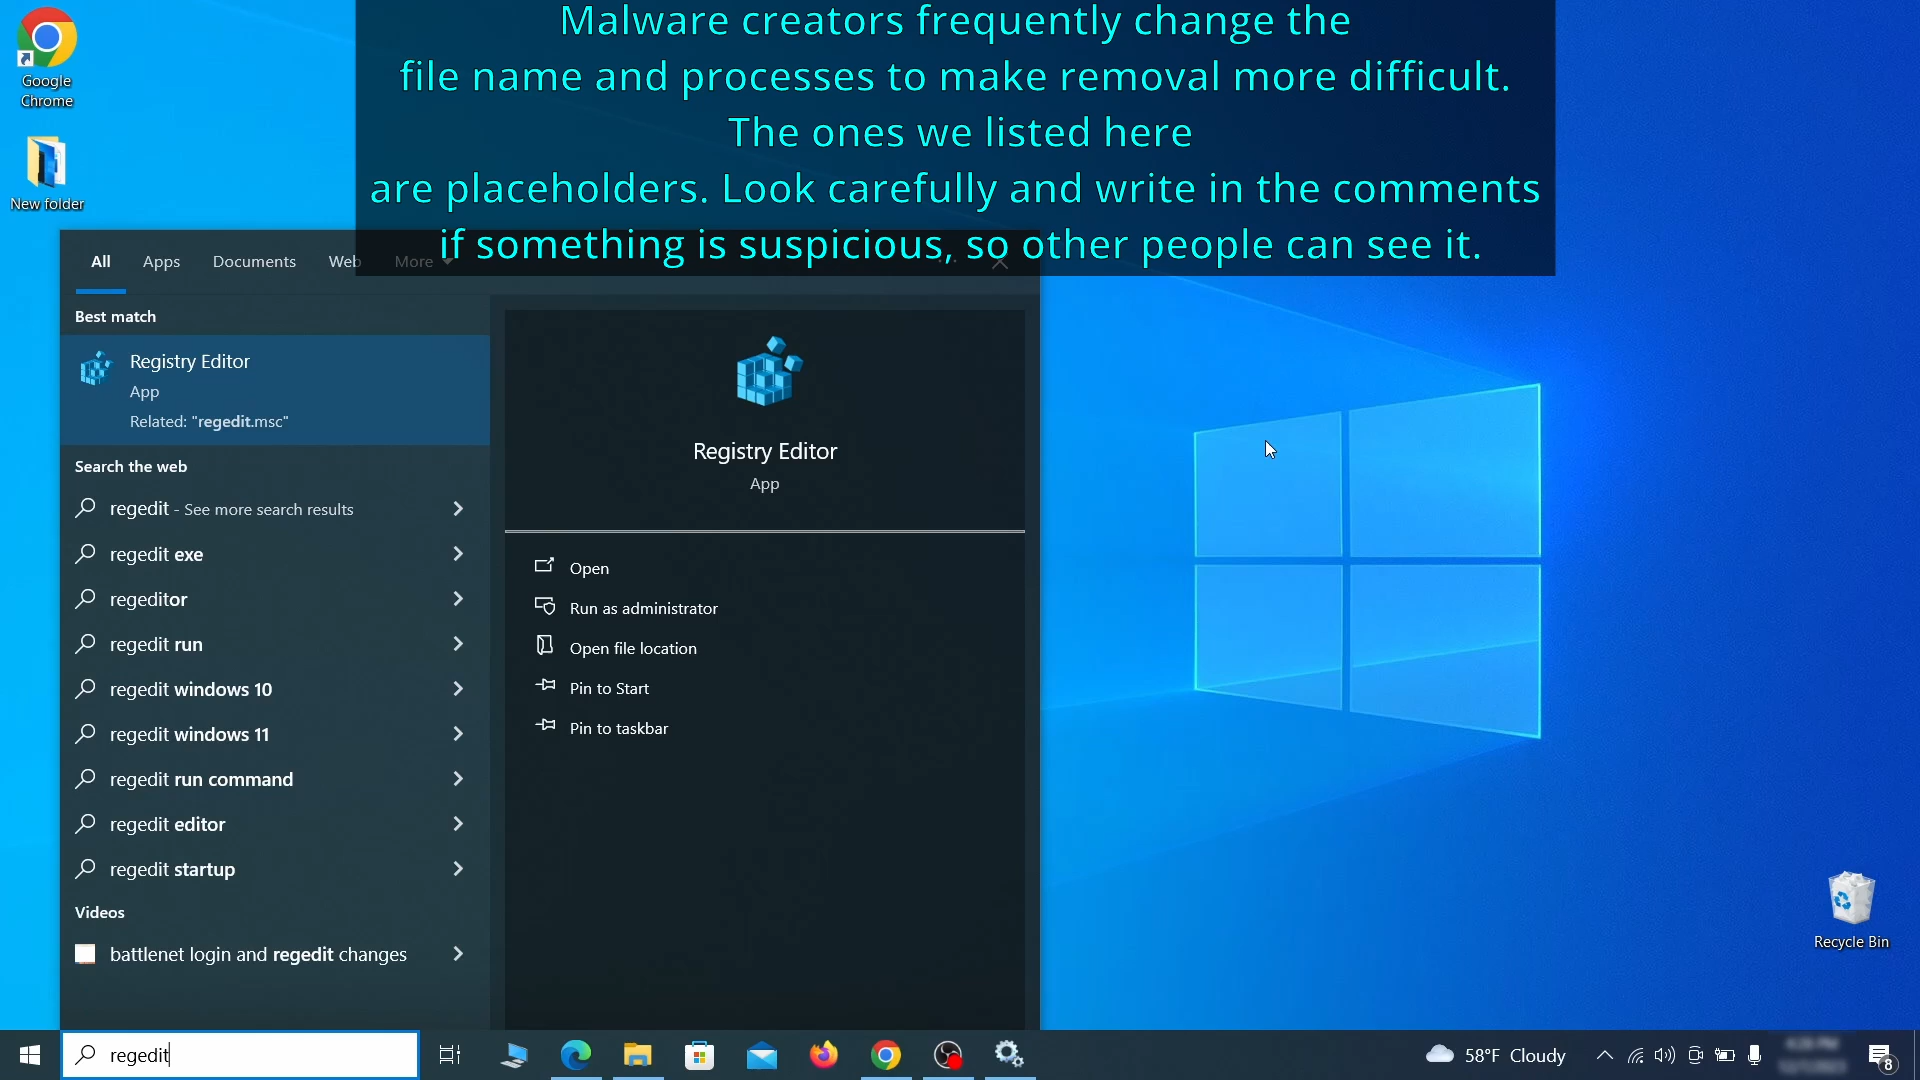 Malware creators frequently change the
file name and processes to make removal more difficult.
The ones we listed here
are placeholders. Look carefully and write in the comments
if something is suspicious, so other people can see it.
Google
Chrome
New folder
All Apps Documents Web More
Best match
Registry Editor
App
Related: "regedit.msc"
Search the web
regedit - See more search results
regedit exe
regeditor
regedit run
regedit windows 10
regedit windows 11
regedit run command
regedit editor
regedit startup
Videos
battlenet login and regedit changes
Registry Editor
App
Open
Run as administrator
Open file location
Pin to Start
Pin to taskbar
Recycle Bin
regedit
58°F Cloudy
8